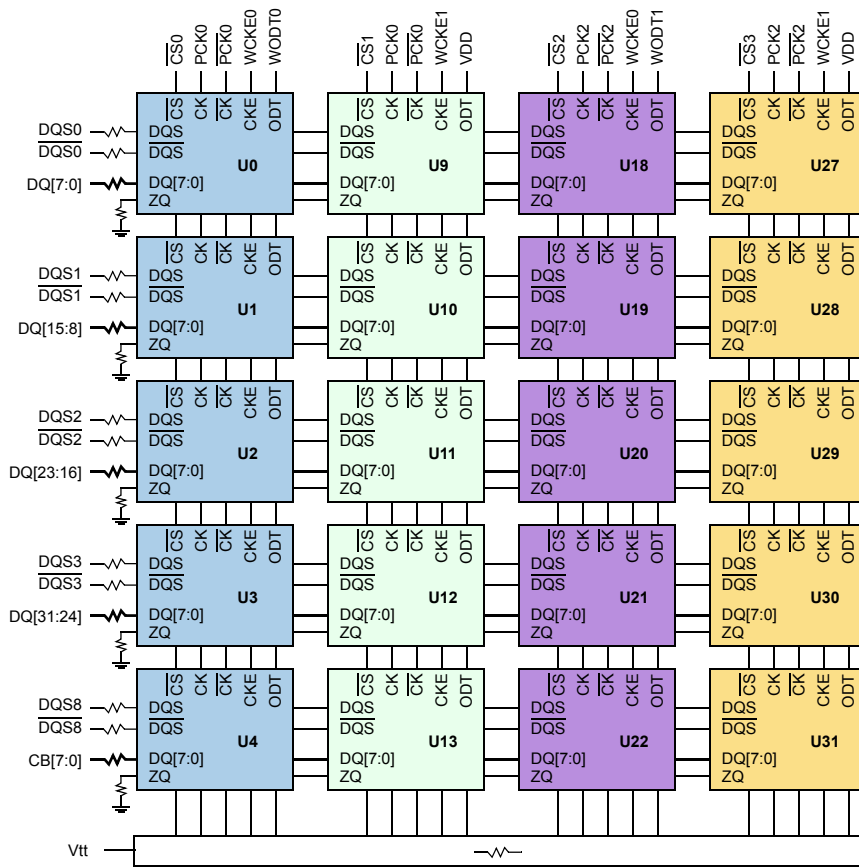 CS0 PCK0 PCK0 WCKE0 WODT0 CS1 PCK0 PCK0 WCKE1 VDD CS2 PCK2 PCK2 WCKE0 WODT1 CS3 PCK2 PCK2 WCKE1 VDD
CS CK CK CKE ODT CS CK CK CKE ODT CS CK CK CKE ODT CS CK CK CKE ODT
DQS0 DQS DQS DQS DQS
DQS0 DQS DQS DQS DQS
U0 U9 U18 U27
DQ[7:0] DQ[7:0] DQ[7:0] DQ[7:0] DQ[7:0]
ZQ ZQ ZQ ZQ
CS CK CK CKE ODT CS CK CK CKE ODT CS CK CK CKE ODT CS CK CK CKE ODT
DQS1 DQS DQS DQS DQS
DQS1 DQS DQS DQS DQS
U1 U10 U19 U28
DQ[15:8] DQ[7:0] DQ[7:0] DQ[7:0] DQ[7:0]
ZQ ZQ ZQ ZQ
CS CK CK CKE ODT CS CK CK CKE ODT CS CK CK CKE ODT CS CK CK CKE ODT
DQS2 DQS DQS DQS DQS
DQS2 DQS DQS DQS DQS
U2 U11 U20 U29
DQ[23:16] DQ[7:0] DQ[7:0] DQ[7:0] DQ[7:0]
ZQ ZQ ZQ ZQ
CS CK CK CKE ODT CS CK CK CKE ODT CS CK CK CKE ODT CS CK CK CKE ODT
DQS3 DQS DQS DQS DQS
DQS3 DQS DQS DQS DQS
U3 U12 U21 U30
DQ[31:24] DQ[7:0] DQ[7:0] DQ[7:0] DQ[7:0]
ZQ ZQ ZQ ZQ
CS CK CK CKE ODT CS CK CK CKE ODT CS CK CK CKE ODT CS CK CK CKE ODT
DQS8 DQS DQS DQS DQS
DQS8 DQS DQS DQS DQS
U4 U13 U22 U31
CB[7:0] DQ[7:0] DQ[7:0] DQ[7:0] DQ[7:0]
ZQ ZQ ZQ ZQ
Vtt